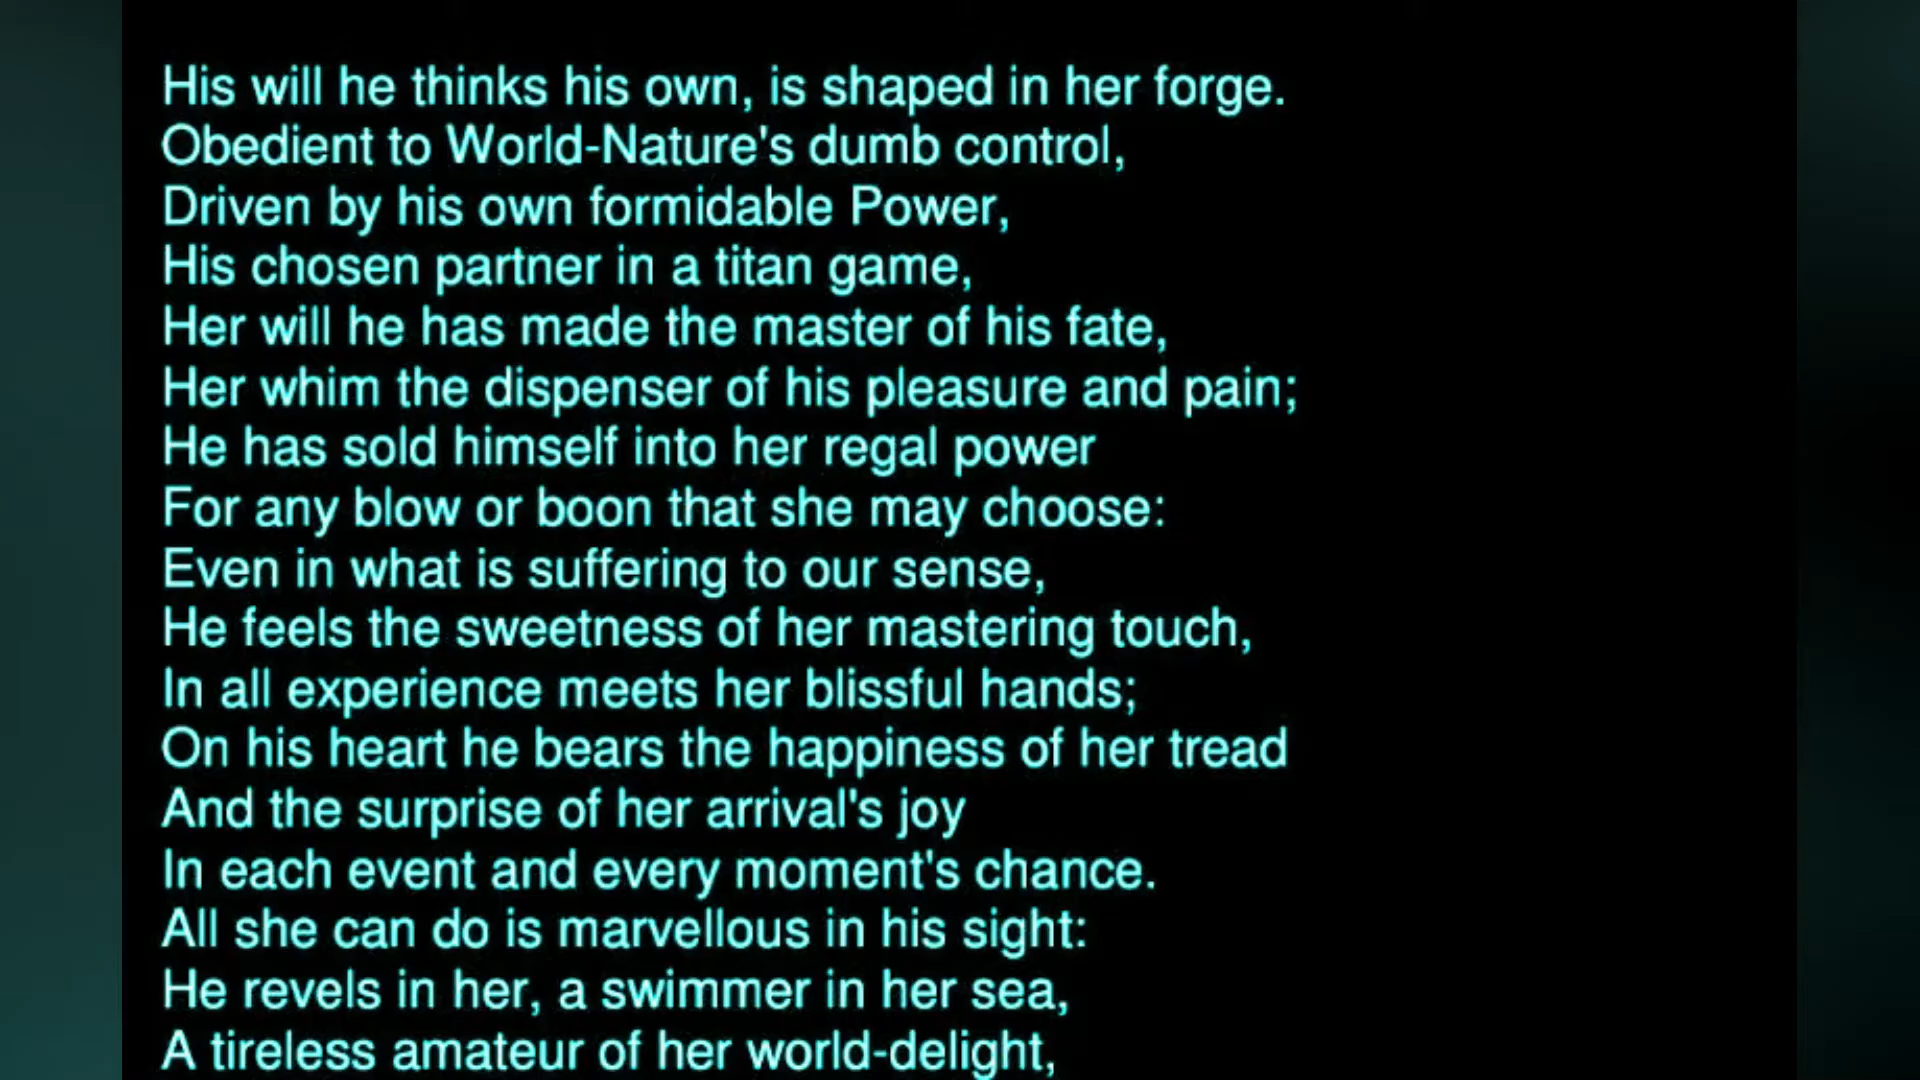 His will he thinks his own, is shaped in her forge.
Obedient to World-Nature's dumb control,
Driven by his own formidable Power,
His chosen partner in a titan game,
Her will he has made the master of his fate,
Her whim the dispenser of his pleasure and pain;
He has sold himself into her regal power
For any blow or boon that she may choose:
Even in what is suffering to our sense,
He feels the sweetness of her mastering touch,
In all experience meets her blissful hands;
On his heart he bears the happiness of her tread
And the surprise of her arrival's joy
In each event and every moment's chance.
All she can do is marvellous in his sight:
He revels in her, a swimmer in her sea,
A tireless amateur of her world-delight,